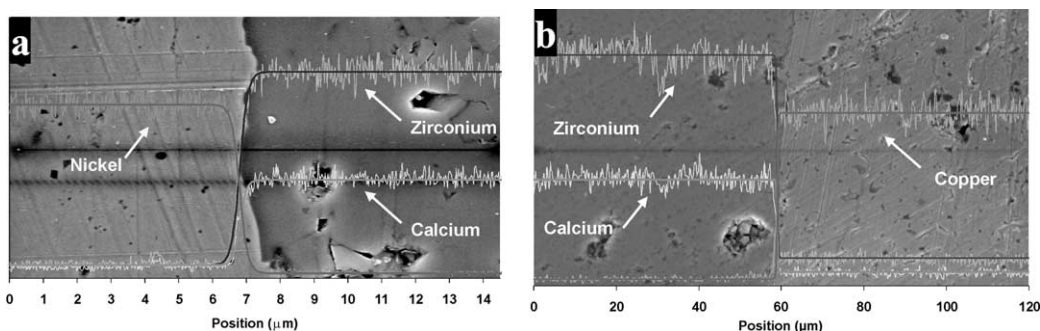 a
Zirconium
Nickel
Calcium
0 1 2 3 4 5 6 7 8 9 10 11 12 13 14
Position (μm)
b
Zirconium
Copper
Calcium
0 20 40 60 80 100 120
Position (μm)